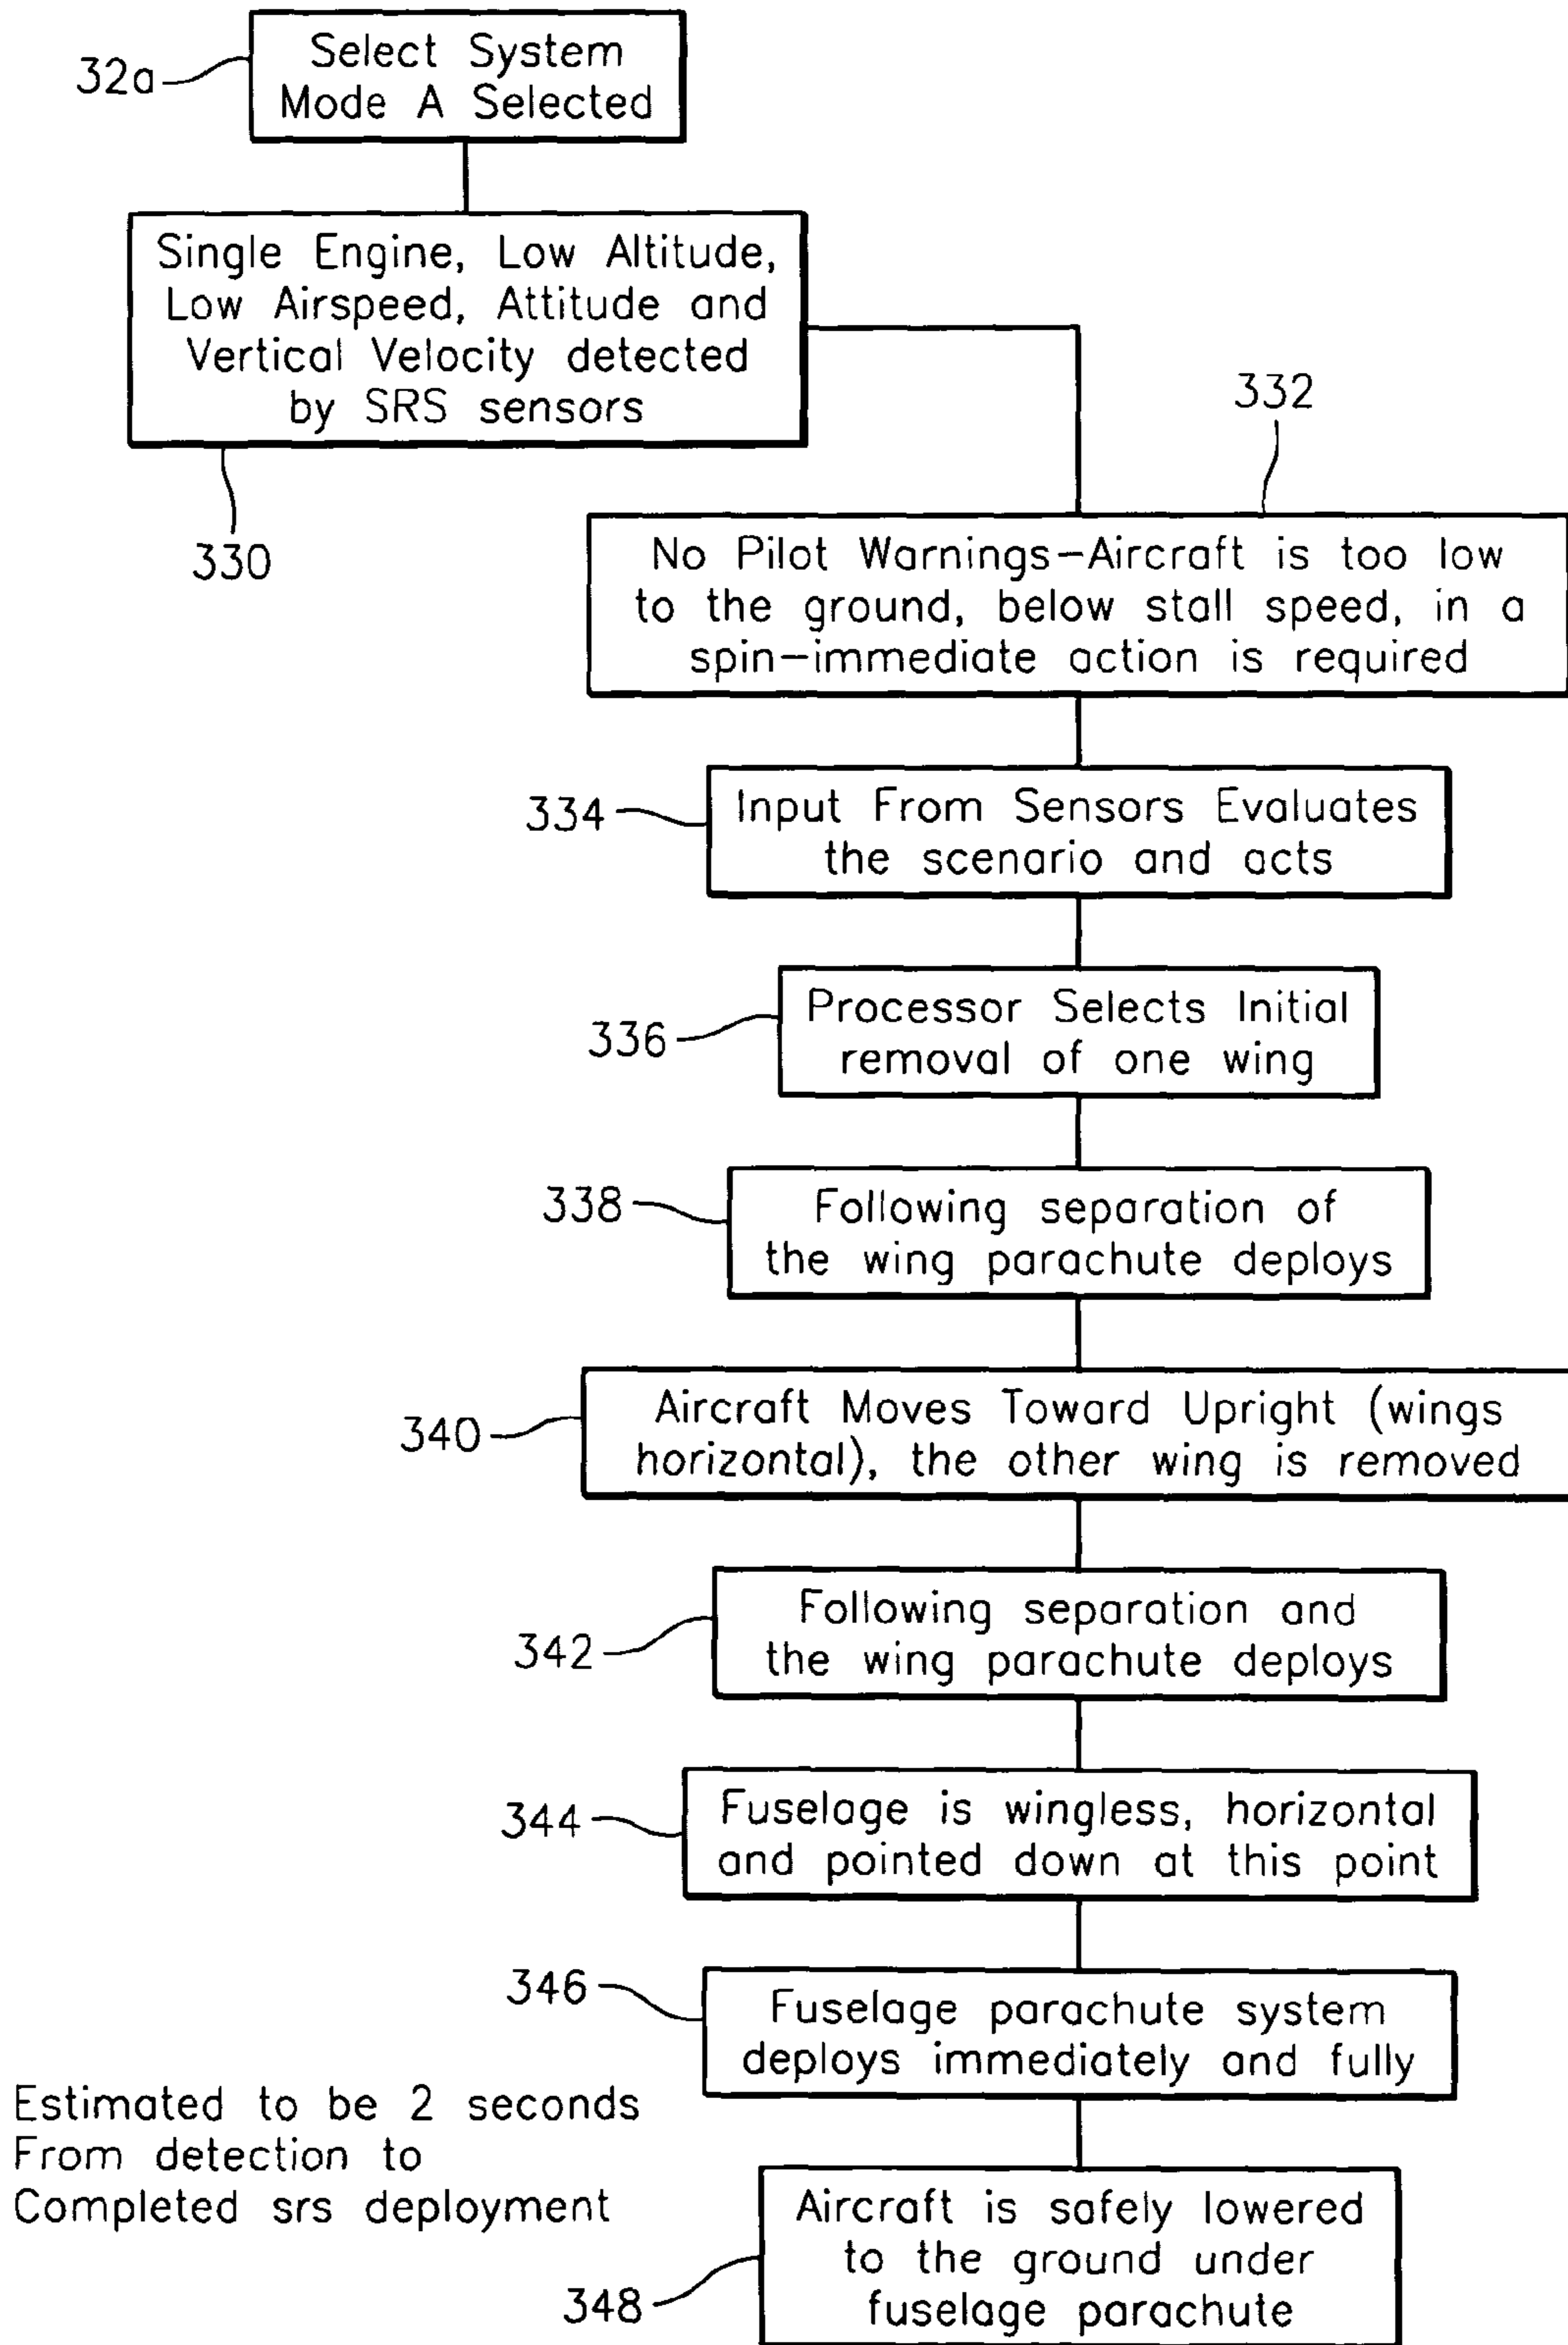 32a
Select System
Mode A Selected
Single Engine, Low Altitude,
Low Airspeed, Attitude and
Vertical Velocity detected
by SRS sensors
330
332
No Pilot Warnings-Aircraft is too low
to the ground, below stall speed, in a
spin-immediate action is required
334
Input From Sensors Evaluates
the scenario and acts
336
Processor Selects Initial
removal of one wing
338
Following separation of
the wing parachute deploys
340
Aircraft Moves Toward Upright (wings
horizontal), the other wing is removed
342
Following separation and
the wing parachute deploys
344
Fuselage is wingless, horizontal
and pointed down at this point
346
Fuselage parachute system
deploys immediately and fully
Estimated to be 2 seconds
From detection to
Completed srs deployment
348
Aircraft is safely lowered
to the ground under
fuselage parachute